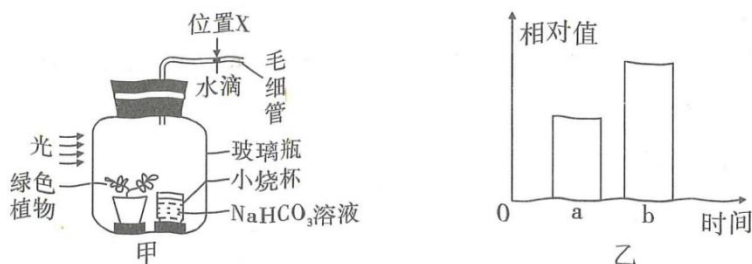 位置X
毛细管
水滴
光
玻璃瓶
绿色
植物
小烧杯
NaHCO₃溶液
甲
相对值
O
a
b
时间
乙